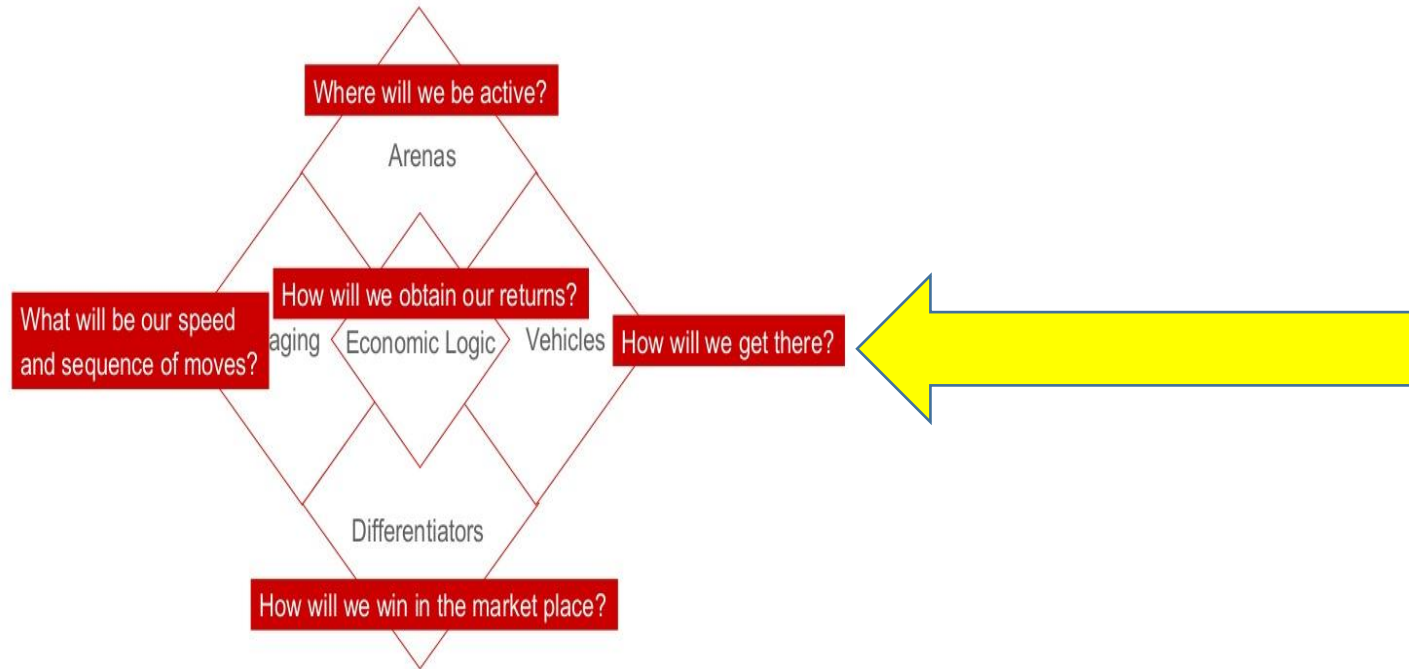 Where will we be active?
Arenas
How will we obtain our returns?
What will be our speed
and sequence of moves?
aging
Economic Logic
Vehicles
How will we get there?
Differentiators
How will we win in the market place?